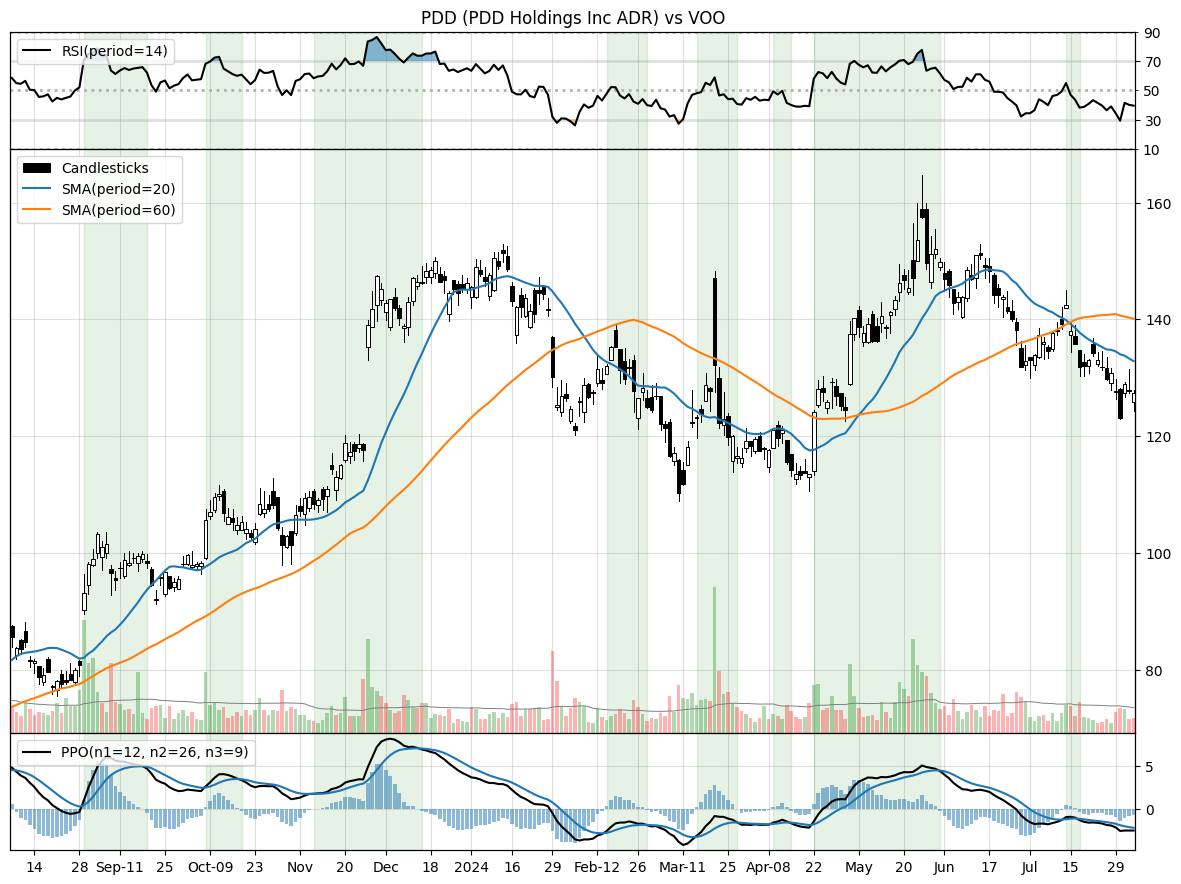 PDD (PDD Holdings Inc ADR) vs VOO
RSI(period=14)
90
70
50
30
10
Candlesticks
SMA(period=20)
SMA(period=60)
160
140
120
100
80
PPO(n1=12, n2=26, n3=9)
5
0
14 28 Sep-11 25 Oct-09 23 Nov 20 Dec 18 2024 16 29 Feb-12 26 Mar-11 25 Apr-08 22 May 20 Jun 17 Jul 15 29